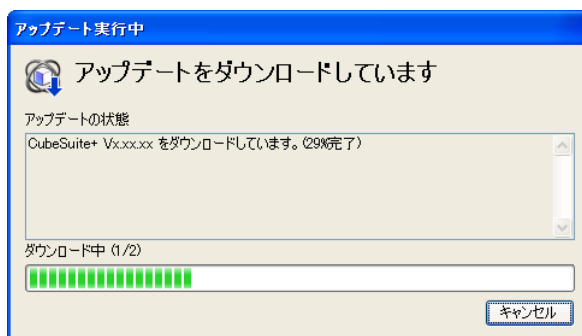 アップデート実行中
アップデートをダウンロードしています
アップデートの状態
CubeSuite+ Vx.xx.xx をダウンロードしています。(29%完了)
ダウンロード中 (1/2)
キャンセル